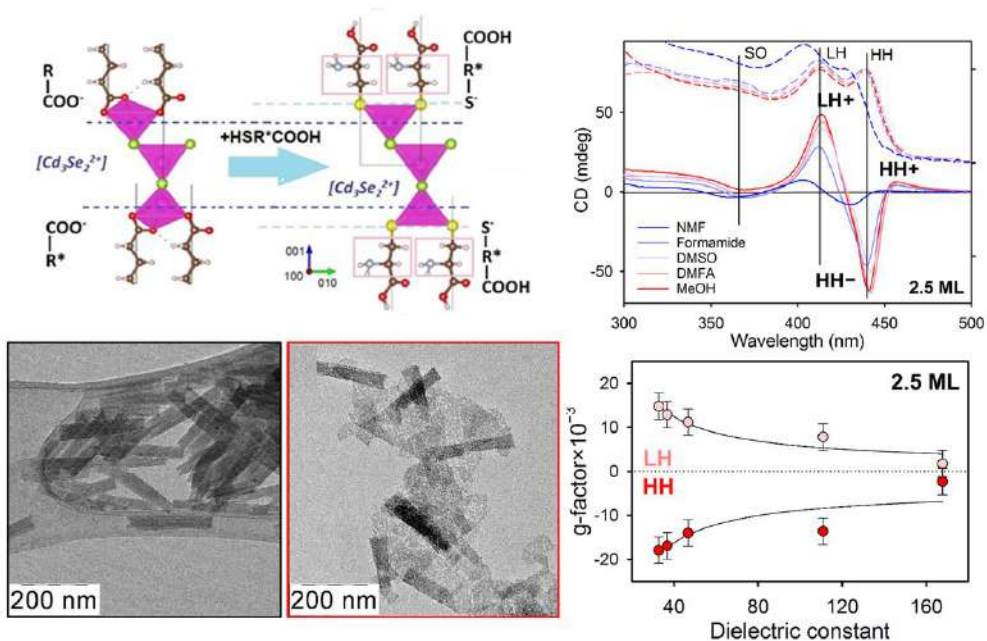 R
COO⁻
[Cd₃Se₂²⁺]
COO⁻
R*
+HSR*COOH
001
100
010
COOH
R*
S⁻
[Cd₃Se₂²⁺]
S⁻
R*
COOH
SO
LH
HH
LH+
HH+
HH−
50
0
-50
CD (mdeg)
NMF
Formamide
DMSO
DMFA
MeOH
2.5 ML
300
350
400
450
500
Wavelength (nm)
200 nm
200 nm
2.5 ML
20
10
0
-10
-20
g-factor×10⁻³
LH
HH
40
80
120
160
Dielectric constant